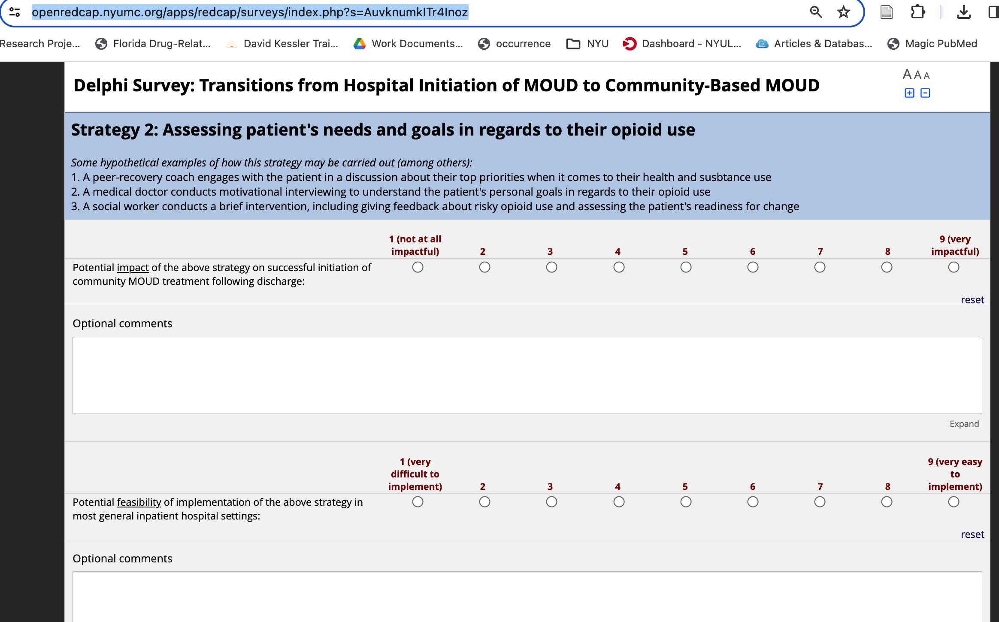 openredcap.nyumc.org/apps/redcap/surveys/index.php?s=AuvknumkITr4Inoz
Research Proje... Florida Drug-Relat... David Kessler Trai... Work Documents... occurrence NYU Dashboard - NYUL... Articles & Databas... Magic PubMed
Delphi Survey: Transitions from Hospital Initiation of MOUD to Community-Based MOUD
A A A
Strategy 2: Assessing patient's needs and goals in regards to their opioid use
Some hypothetical examples of how this strategy may be carried out (among others):
1. A peer-recovery coach engages with the patient in a discussion about their top priorities when it comes to their health and susbtance use
2. A medical doctor conducts motivational interviewing to understand the patient's personal goals in regards to their opioid use
3. A social worker conducts a brief intervention, including giving feedback about risky opioid use and assessing the patient's readiness for change
1 (not at all impactful) 2 3 4 5 6 7 8 9 (very impactful)
Potential impact of the above strategy on successful initiation of
community MOUD treatment following discharge:
reset
Optional comments
Expand
1 (very difficult to implement) 2 3 4 5 6 7 8 9 (very easy to implement)
Potential feasibility of implementation of the above strategy in
most general inpatient hospital settings:
reset
Optional comments